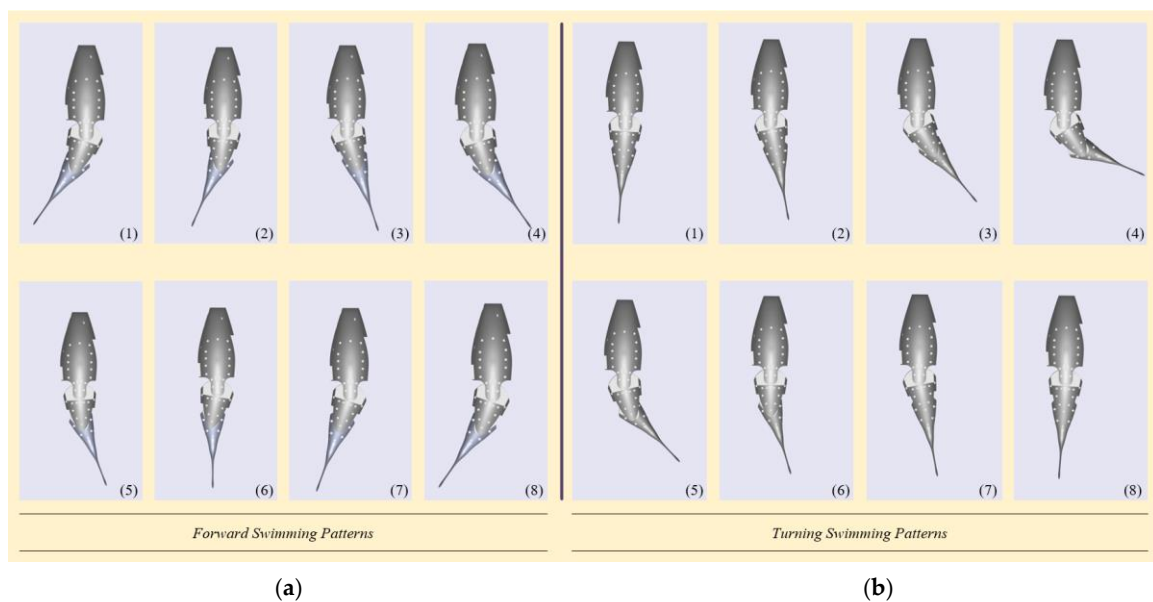 (1) (2) (3) (4) (1) (2) (3) (4)
(5) (6) (7) (8) (5) (6) (7) (8)
Forward Swimming Patterns Turning Swimming Patterns
(a) (b)